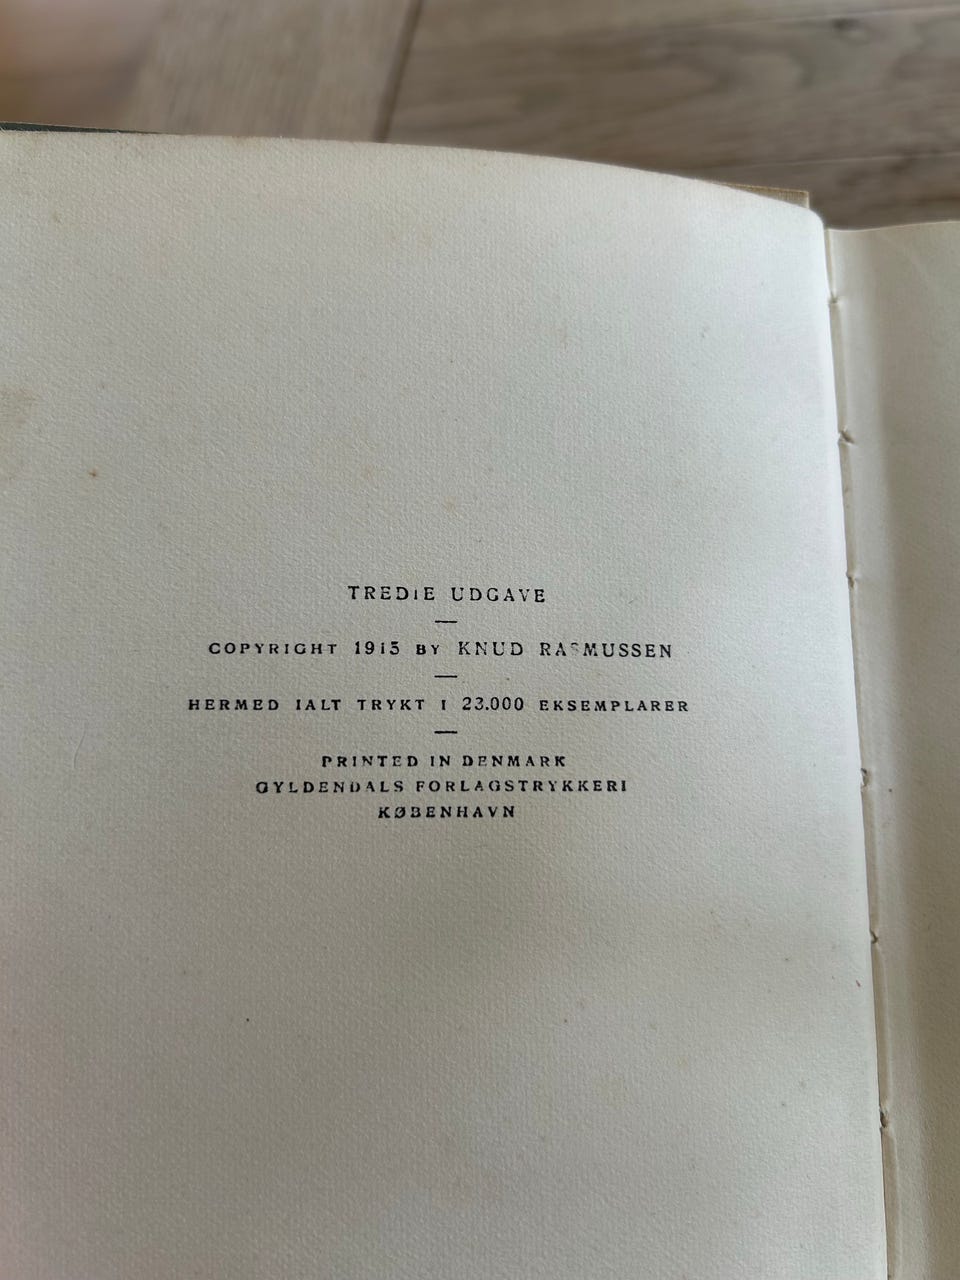 TREDIE UDGAVE
COPYRIGHT 1915 BY KNUD RASMUSSEN
HERMED IALT TRYKT I 23.000 EKSEMPLARER
PRINTED IN DENMARK
GYLDENDALS FORLAGSTRYKKERI
KØBENHAVN